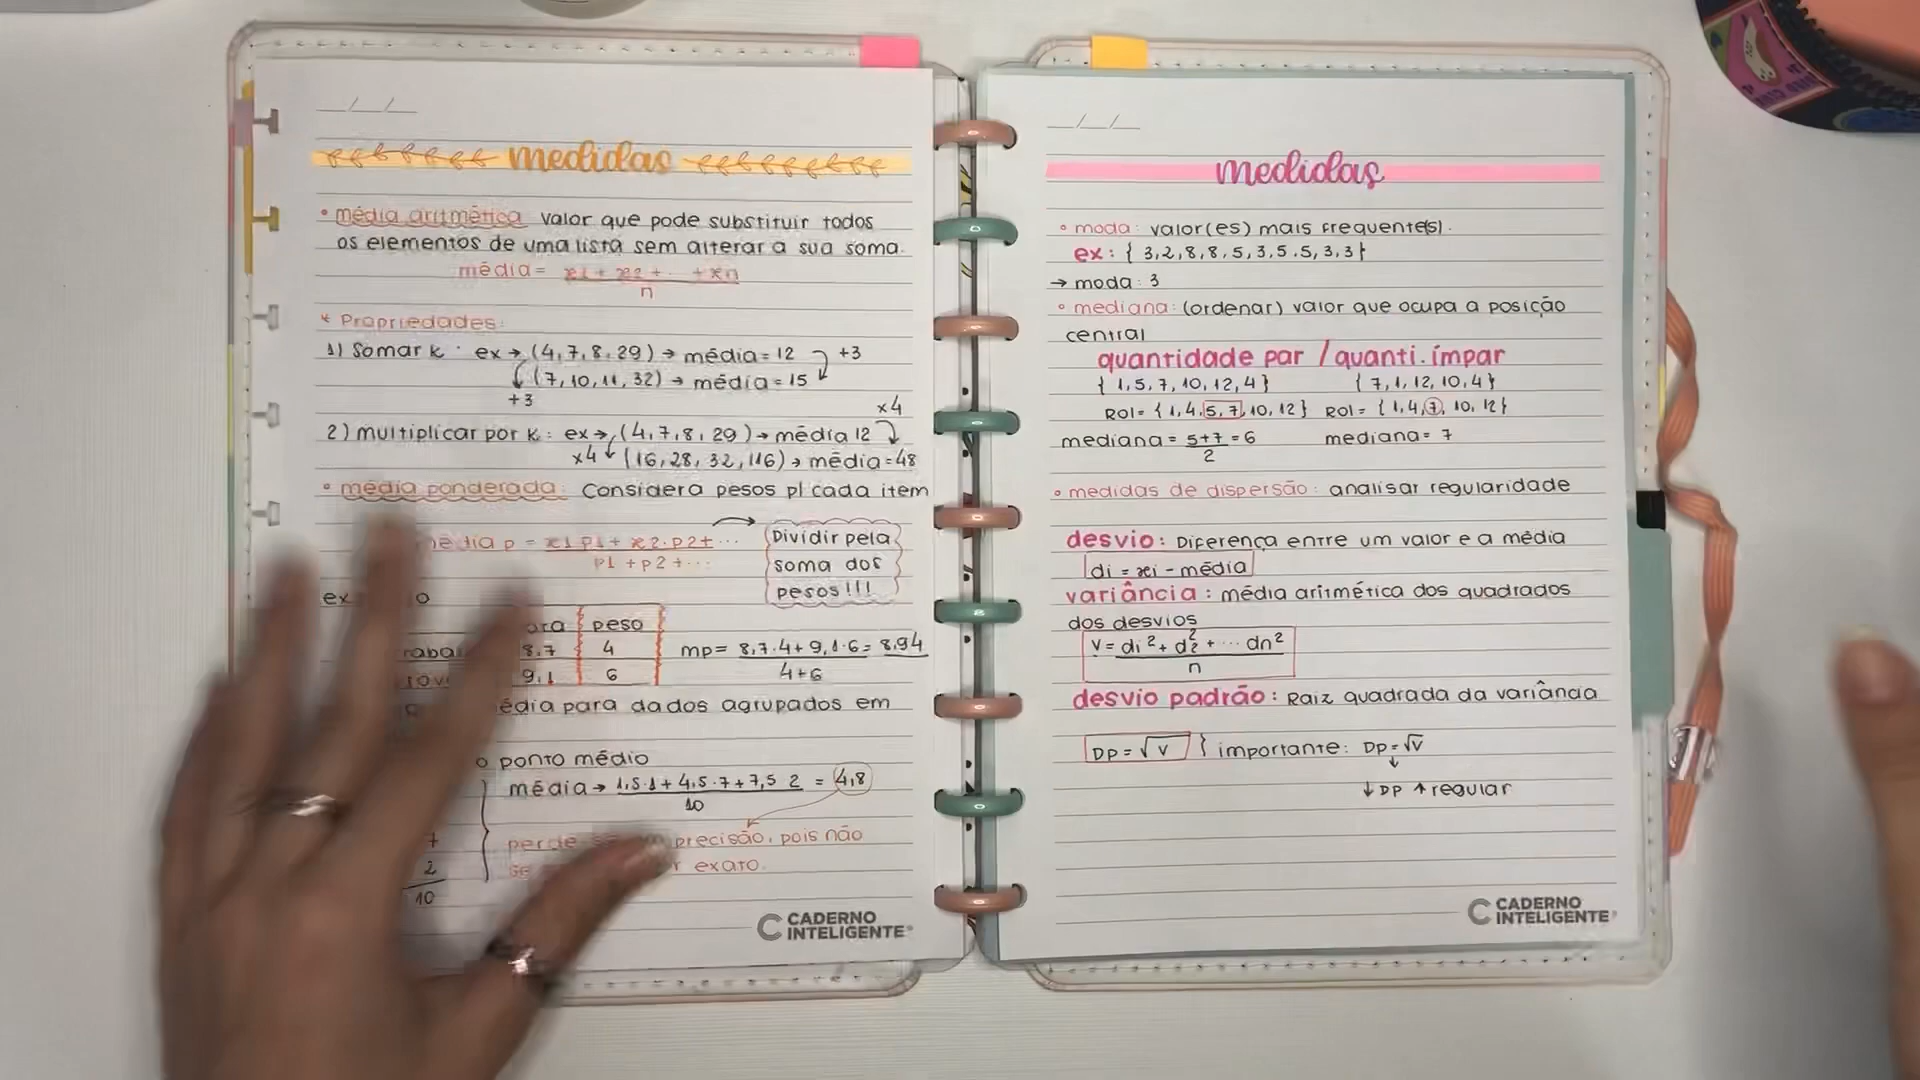 medidas
• média aritmética valor que pode substituir todos
os elementos de uma lista sem alterar a sua soma.
média = x1 + x2 + ... + xn
n
* Propriedades:
1) Somar k: ex → (4, 7, 8, 29) → média = 12 +3
(7, 10, 11, 32) → média = 15
+3
x4
2) multiplicar por k: ex → (4, 7, 8, 29) → média 12
x4 (16, 28, 32, 116) → média = 48
• média ponderada: Considera pesos p/ cada item
média p = x1 p1 + x2 . p2 + ...
p1 + p2 + ...
Dividir pela
soma dos
pesos!!!
ex
peso
8,7 4
9,1 6
mp = 8,7.4 + 9,1.6 = 8,94
4+6
média para dados agrupados em
o ponto médio
média → 1,5.1 + 4,5.7 + 7,5 2 = 4,8
10
7
2
10
perde precisão, pois não
exato.
C CADERNO
INTELIGENTE®
medidas
• moda: valor(es) mais frequente(s).
ex: { 3,2,8,8,5,3,5.5,3,3}
→ moda: 3
• mediana: (ordenar) valor que ocupa a posição
central
quantidade par / quanti. ímpar
{ 1,5,7,10,12,4} { 7,1,12,10,4}
ROl = { 1,4,5,7,10,12} ROl = { 1,4,7,10,12}
mediana = 5+7 = 6 mediana = 7
2
• medidas de dispersão: analisar regularidade
desvio: Diferença entre um valor e a média
di = xi - média
variância: média aritmética dos quadrados
dos desvios
V = di² + d2² + ... dn²
n
desvio padrão: Raiz quadrada da variância
DP = √v } importante: DP = √v
↓
↓ DP ↑ regular
C CADERNO
INTELIGENTE®